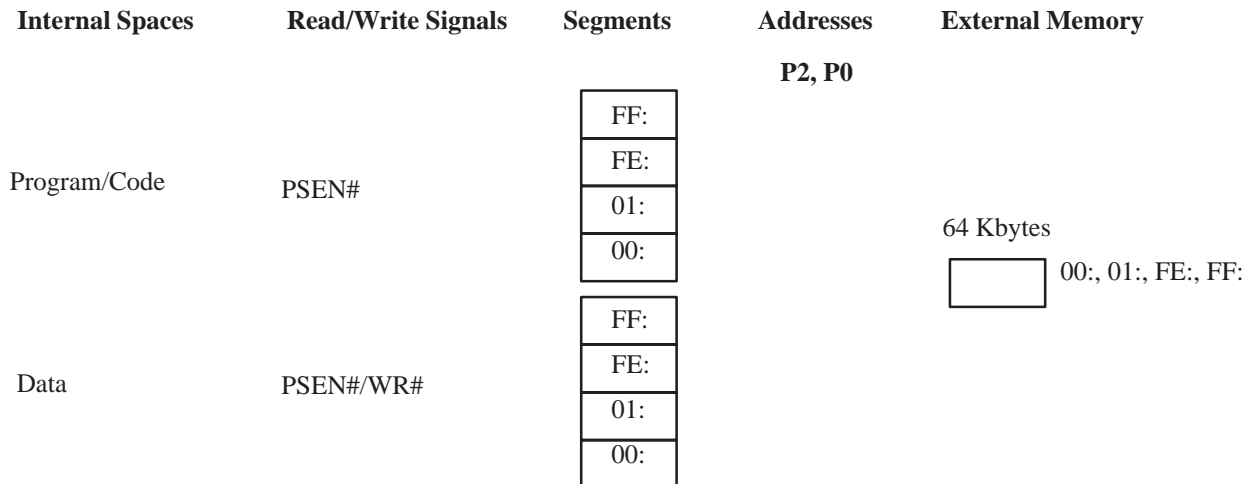 Internal Spaces Read/Write Signals Segments Addresses External Memory
P2, P0
FF:
FE:
Program/Code PSEN#
01:
64 Kbytes
00:
00:, 01:, FE:, FF:
FF:
FE:
Data PSEN#/WR#
01:
00: